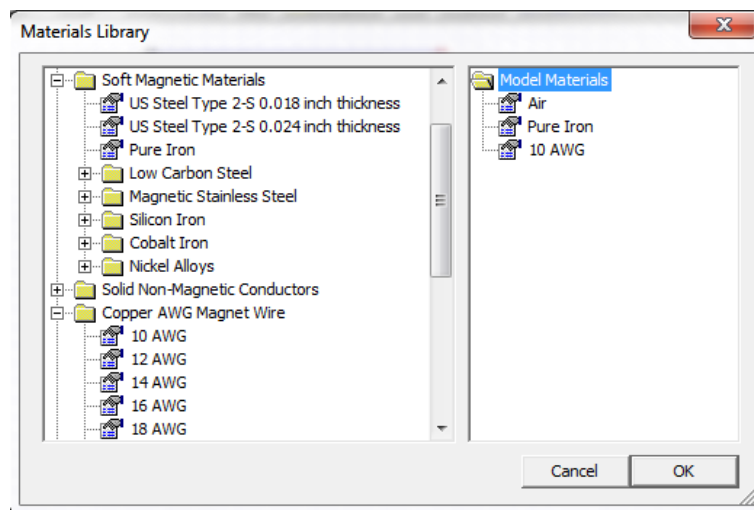 Materials Library
Soft Magnetic Materials
US Steel Type 2-S 0.018 inch thickness
US Steel Type 2-S 0.024 inch thickness
Pure Iron
Low Carbon Steel
Magnetic Stainless Steel
Silicon Iron
Cobalt Iron
Nickel Alloys
Solid Non-Magnetic Conductors
Copper AWG Magnet Wire
10 AWG
12 AWG
14 AWG
16 AWG
18 AWG
Model Materials
Air
Pure Iron
10 AWG
Cancel
OK